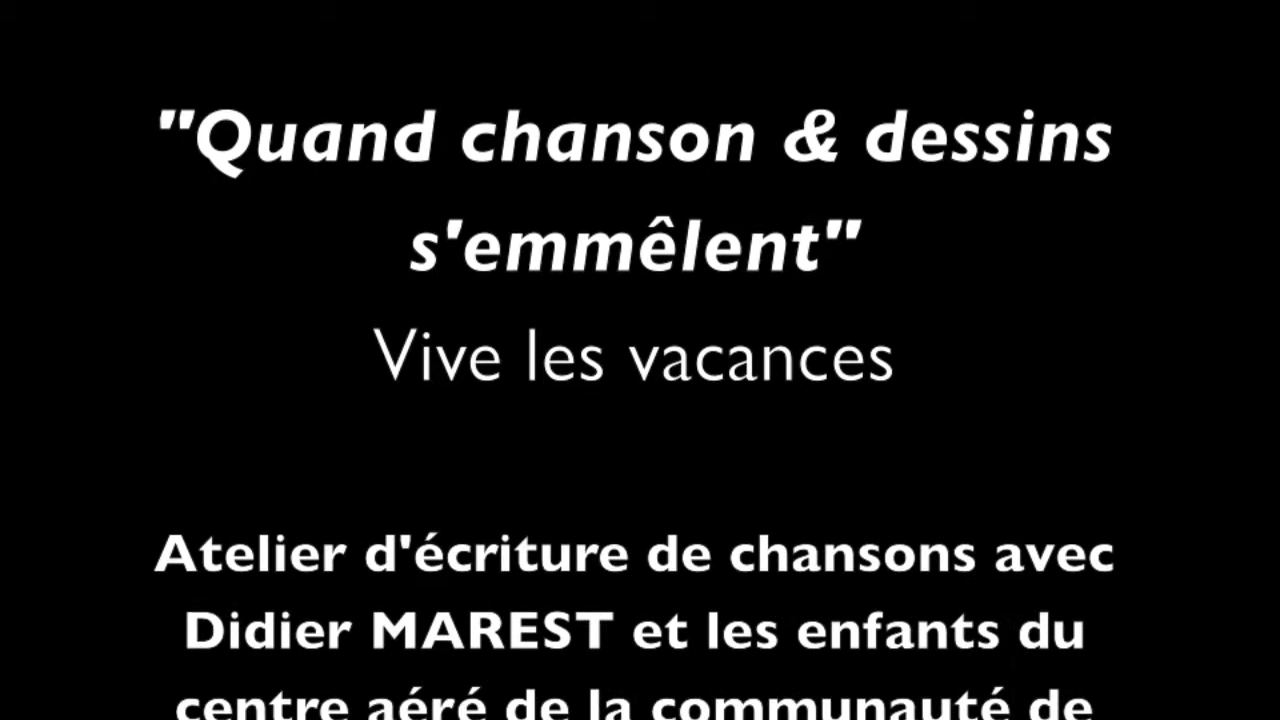 "Quand chanson & dessins
s'emmêlent"
Vive les vacances
Atelier d'écriture de chansons avec
Didier MAREST et les enfants du
centre aéré de la communauté de